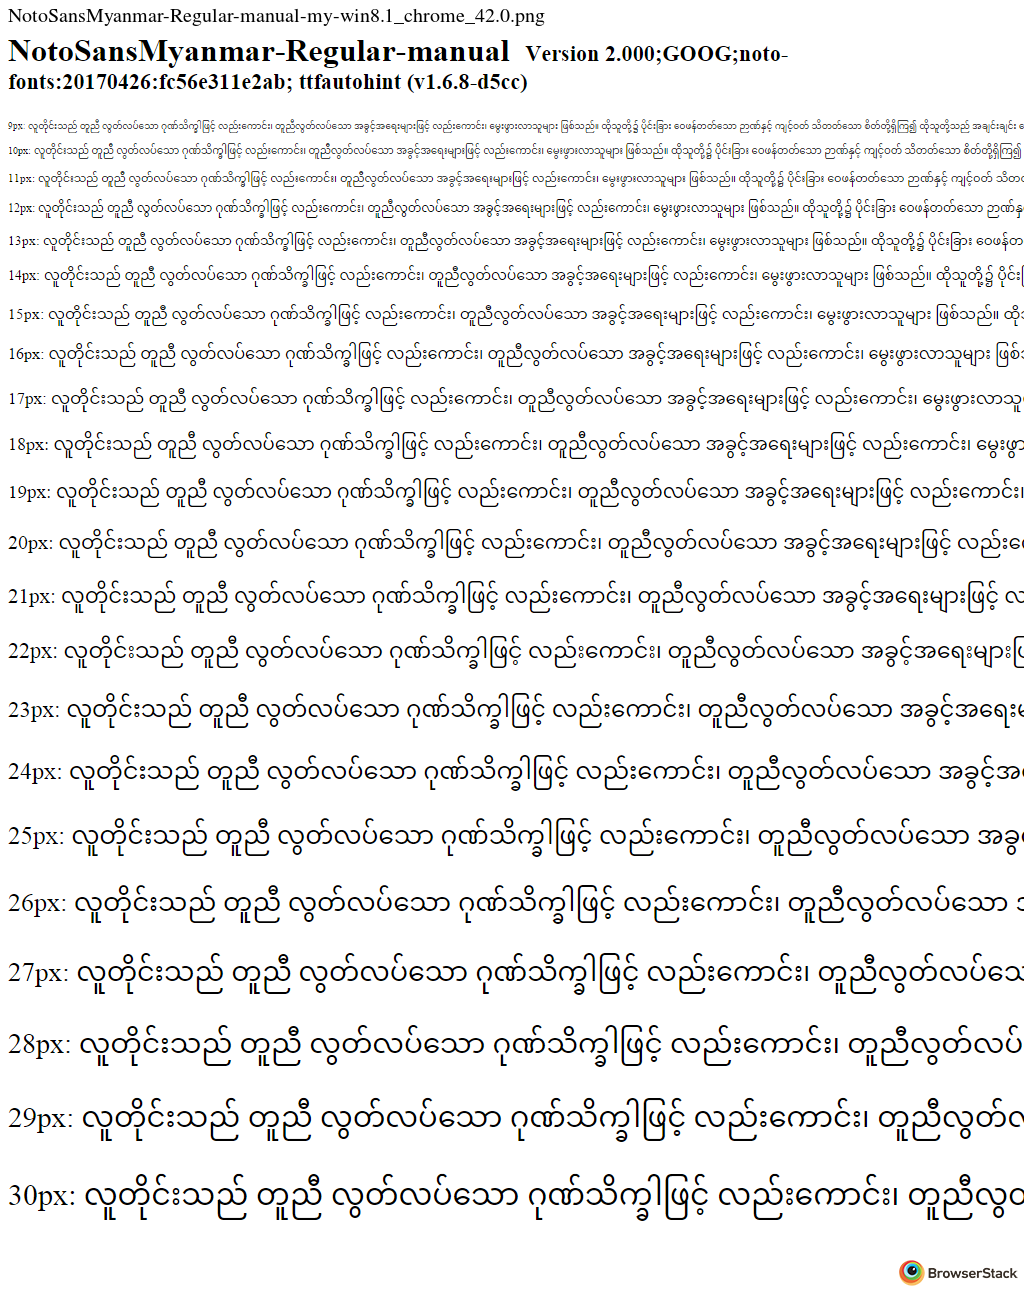 NotoSansMyanmar-Regular-manual-my-win8.1_chrome_42.0.png
NotoSansMyanmar-Regular-manual Version 2.000;GOOG;noto-
fonts:20170426:fc56e311e2ab; ttfautohint (v1.6.8-d5cc)
9px: လူတိုင်းသည် တူညီ လွတ်လပ်သော ဂုဏ်သိက္ခါဖြင့် လည်းကောင်း၊ တူညီလွတ်လပ်သော အခွင့်အရေးများဖြင့် လည်းကောင်း၊ မွေးဖွားလာသူများ ဖြစ်သည်။ ထိုသူတို့၌ ပိုင်းခြား ဝေဖန်တတ်သော ဉာဏ်နှင့် ကျင့်ဝတ် သိတတ်သော စိတ်တို့ရှိကြ၍ ထိုသူတို့သည် အချင်းချင်း
10px: လူတိုင်းသည် တူညီ လွတ်လပ်သော ဂုဏ်သိက္ခါဖြင့် လည်းကောင်း၊ တူညီလွတ်လပ်သော အခွင့်အရေးများဖြင့် လည်းကောင်း၊ မွေးဖွားလာသူများ ဖြစ်သည်။ ထိုသူတို့၌ ပိုင်းခြား ဝေဖန်တတ်သော ဉာဏ်နှင့် ကျင့်ဝတ် သိတတ်သော စိတ်တို့ရှိကြ၍
11px: လူတိုင်းသည် တူညီ လွတ်လပ်သော ဂုဏ်သိက္ခါဖြင့် လည်းကောင်း၊ တူညီလွတ်လပ်သော အခွင့်အရေးများဖြင့် လည်းကောင်း၊ မွေးဖွားလာသူများ ဖြစ်သည်။ ထိုသူတို့၌ ပိုင်းခြား ဝေဖန်တတ်သော ဉာဏ်နှင့် ကျင့်ဝတ်
12px: လူတိုင်းသည် တူညီ လွတ်လပ်သော ဂုဏ်သိက္ခါဖြင့် လည်းကောင်း၊ တူညီလွတ်လပ်သော အခွင့်အရေးများဖြင့် လည်းကောင်း၊ မွေးဖွားလာသူများ ဖြစ်သည်။ ထိုသူတို့၌ ပိုင်းခြား ဝေဖန်တတ်သော
13px: လူတိုင်းသည် တူညီ လွတ်လပ်သော ဂုဏ်သိက္ခါဖြင့် လည်းကောင်း၊ တူညီလွတ်လပ်သော အခွင့်အရေးများဖြင့် လည်းကောင်း၊ မွေးဖွားလာသူများ ဖြစ်သည်။ ထိုသူတို့၌ ပိုင်းခြား
14px: လူတိုင်းသည် တူညီ လွတ်လပ်သော ဂုဏ်သိက္ခါဖြင့် လည်းကောင်း၊ တူညီလွတ်လပ်သော အခွင့်အရေးများဖြင့် လည်းကောင်း၊ မွေးဖွားလာသူများ ဖြစ်သည်။ ထိုသူတို့၌
15px: လူတိုင်းသည် တူညီ လွတ်လပ်သော ဂုဏ်သိက္ခါဖြင့် လည်းကောင်း၊ တူညီလွတ်လပ်သော အခွင့်အရေးများဖြင့် လည်းကောင်း၊ မွေးဖွားလာသူများ ဖြစ်သည်။
16px: လူတိုင်းသည် တူညီ လွတ်လပ်သော ဂုဏ်သိက္ခါဖြင့် လည်းကောင်း၊ တူညီလွတ်လပ်သော အခွင့်အရေးများဖြင့် လည်းကောင်း၊ မွေးဖွားလာသူများ
17px: လူတိုင်းသည် တူညီ လွတ်လပ်သော ဂုဏ်သိက္ခါဖြင့် လည်းကောင်း၊ တူညီလွတ်လပ်သော အခွင့်အရေးများဖြင့် လည်းကောင်း၊ မွေးဖွားလာသူ
18px: လူတိုင်းသည် တူညီ လွတ်လပ်သော ဂုဏ်သိက္ခါဖြင့် လည်းကောင်း၊ တူညီလွတ်လပ်သော အခွင့်အရေးများဖြင့် လည်းကောင်း၊ မွေးဖွာ
19px: လူတိုင်းသည် တူညီ လွတ်လပ်သော ဂုဏ်သိက္ခါဖြင့် လည်းကောင်း၊ တူညီလွတ်လပ်သော အခွင့်အရေးများဖြင့် လည်းကောင်း၊
20px: လူတိုင်းသည် တူညီ လွတ်လပ်သော ဂုဏ်သိက္ခါဖြင့် လည်းကောင်း၊ တူညီလွတ်လပ်သော အခွင့်အရေးများဖြင့် လည်း
21px: လူတိုင်းသည် တူညီ လွတ်လပ်သော ဂုဏ်သိက္ခါဖြင့် လည်းကောင်း၊ တူညီလွတ်လပ်သော အခွင့်အရေးများဖြင့်
22px: လူတိုင်းသည် တူညီ လွတ်လပ်သော ဂုဏ်သိက္ခါဖြင့် လည်းကောင်း၊ တူညီလွတ်လပ်သော အခွင့်အရေးများ
23px: လူတိုင်းသည် တူညီ လွတ်လပ်သော ဂုဏ်သိက္ခါဖြင့် လည်းကောင်း၊ တူညီလွတ်လပ်သော အခွင့်အရေး
24px: လူတိုင်းသည် တူညီ လွတ်လပ်သော ဂုဏ်သိက္ခါဖြင့် လည်းကောင်း၊ တူညီလွတ်လပ်သော အခွင့်အ
25px: လူတိုင်းသည် တူညီ လွတ်လပ်သော ဂုဏ်သိက္ခါဖြင့် လည်းကောင်း၊ တူညီလွတ်လပ်သော အခွ
26px: လူတိုင်းသည် တူညီ လွတ်လပ်သော ဂုဏ်သိက္ခါဖြင့် လည်းကောင်း၊ တူညီလွတ်လပ်သော
27px: လူတိုင်းသည် တူညီ လွတ်လပ်သော ဂုဏ်သိက္ခါဖြင့် လည်းကောင်း၊ တူညီလွတ်လပ်သေ
28px: လူတိုင်းသည် တူညီ လွတ်လပ်သော ဂုဏ်သိက္ခါဖြင့် လည်းကောင်း၊ တူညီလွတ်လပ်
29px: လူတိုင်းသည် တူညီ လွတ်လပ်သော ဂုဏ်သိက္ခါဖြင့် လည်းကောင်း၊ တူညီလွတ်
30px: လူတိုင်းသည် တူညီ လွတ်လပ်သော ဂုဏ်သိက္ခါဖြင့် လည်းကောင်း၊ တူညီလွ
BrowserStack